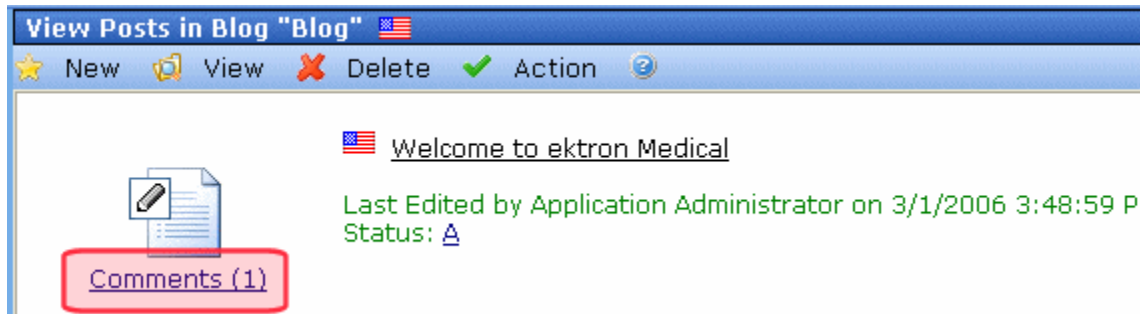 View Posts in Blog "Blog"
New View Delete Action
Welcome to ektron Medical
Last Edited by Application Administrator on 3/1/2006 3:48:59 P
Status: A
Comments (1)